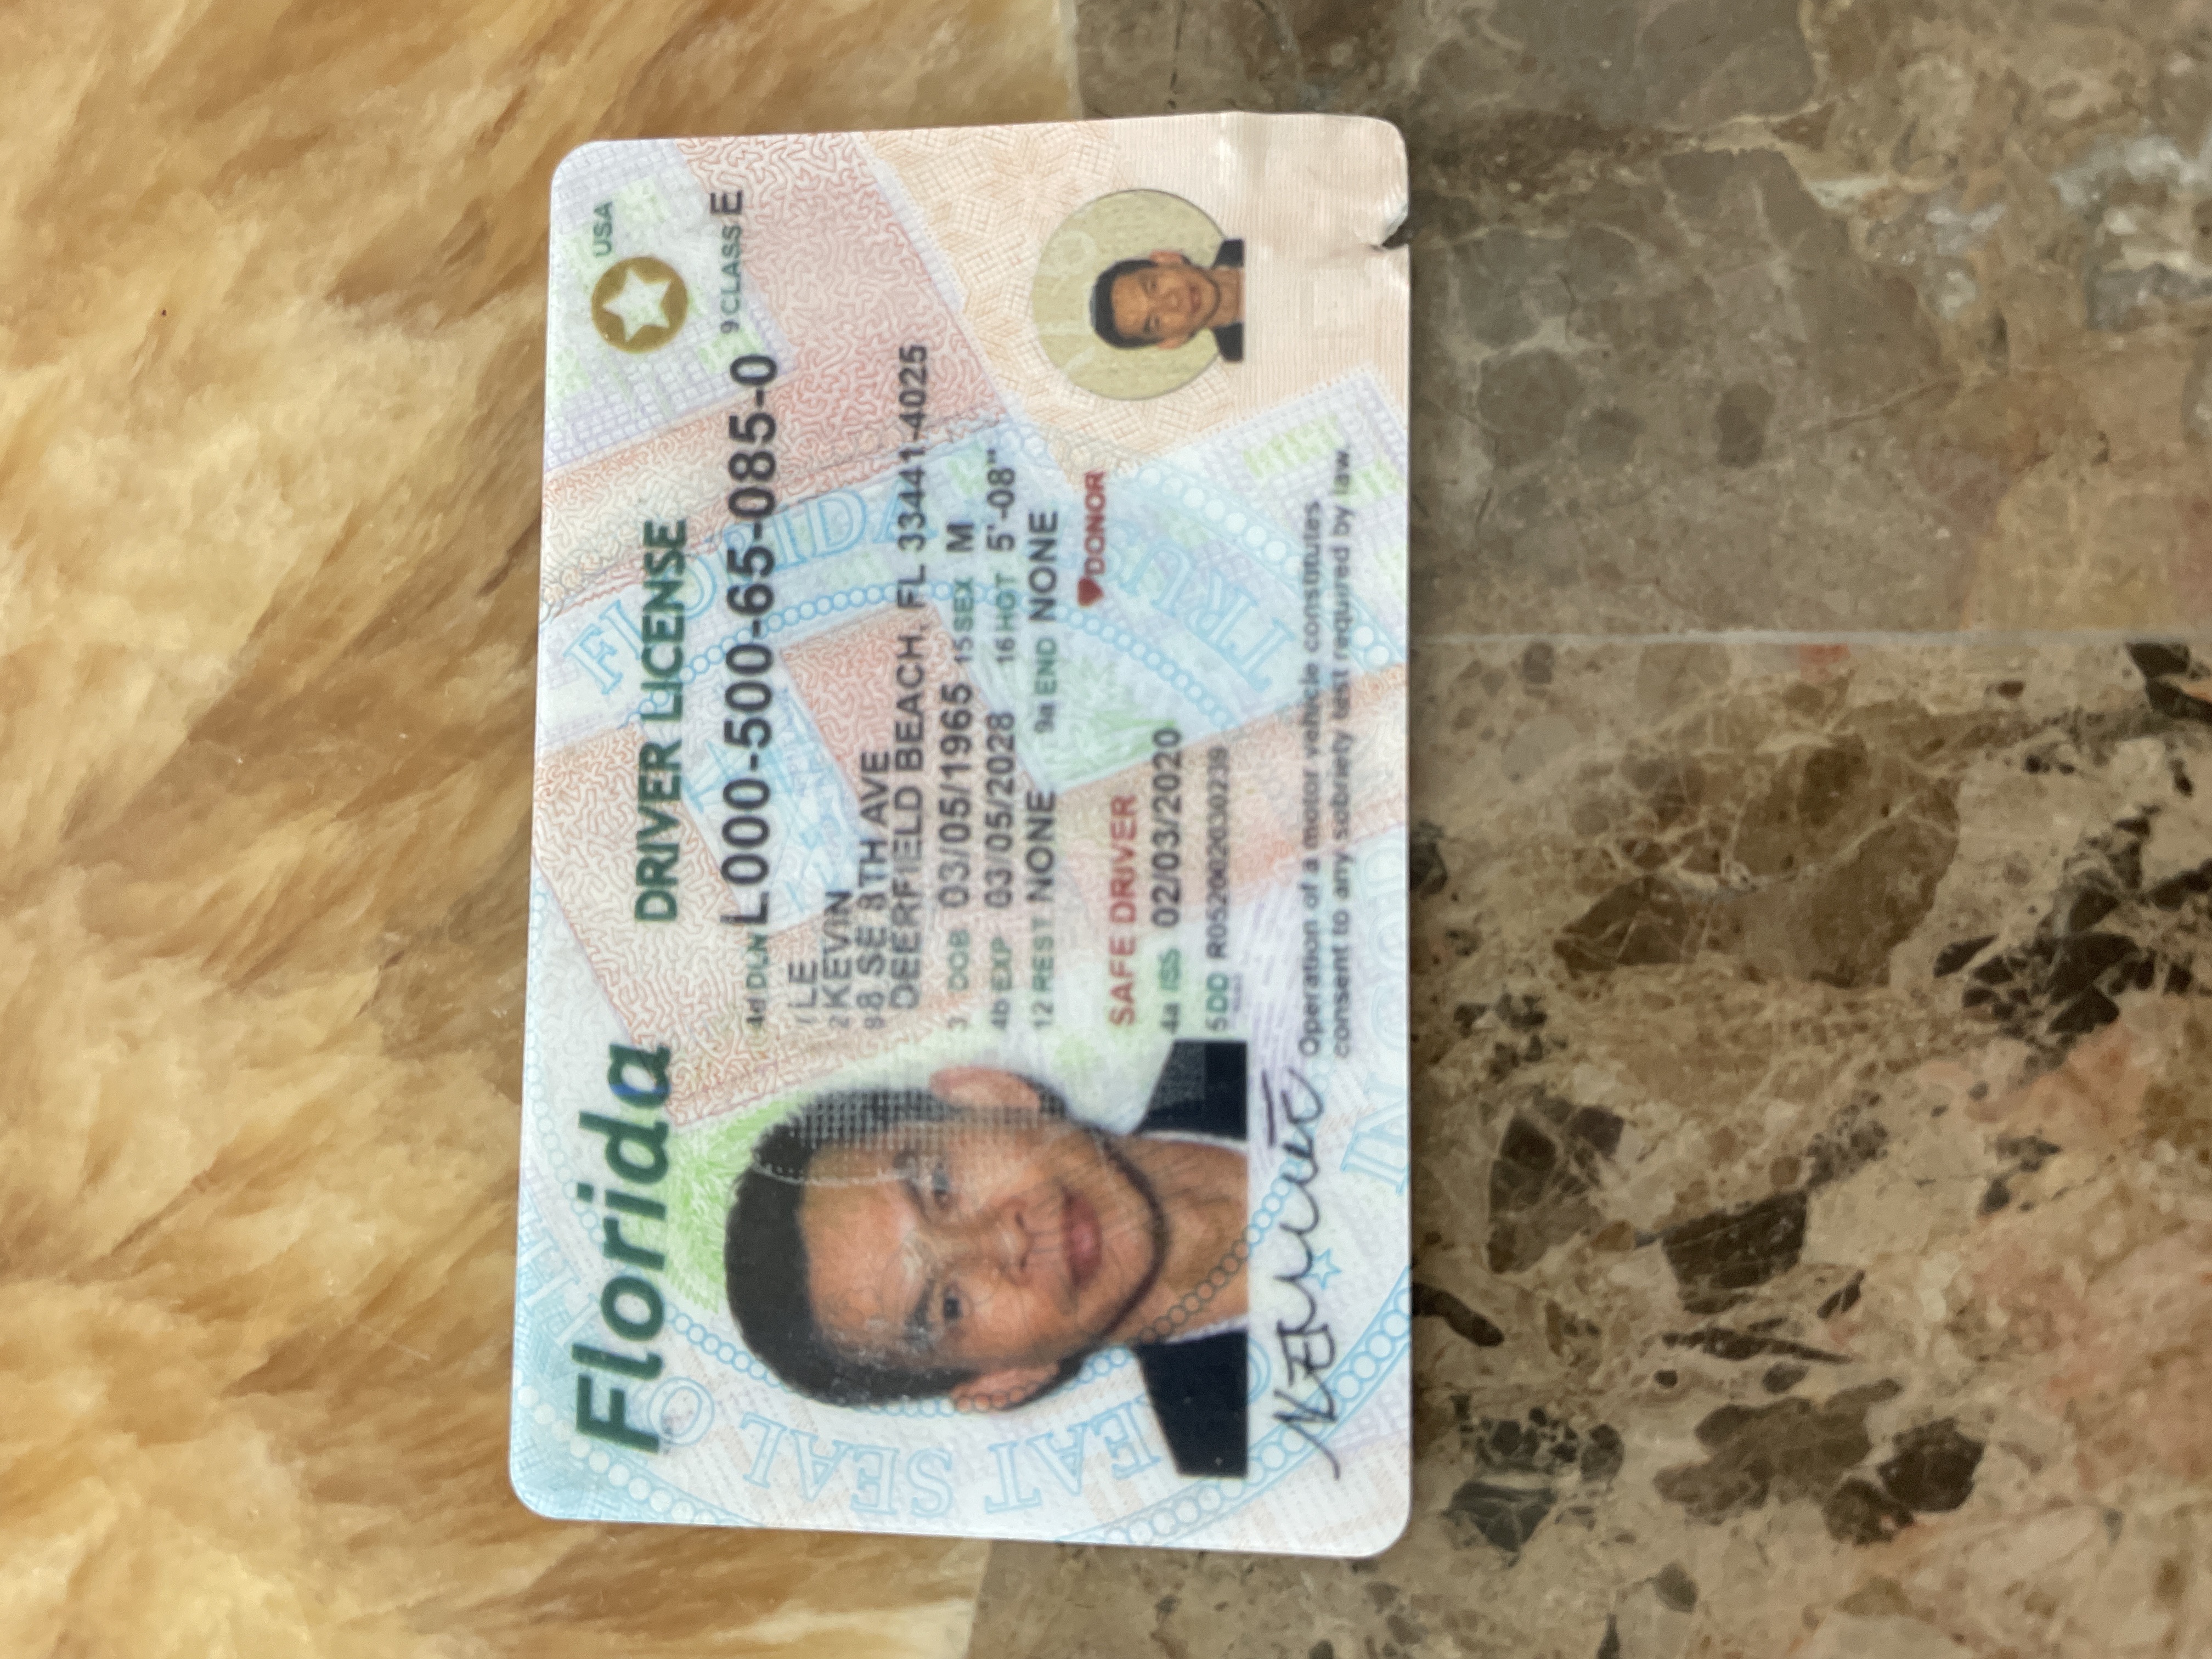 Florida
DRIVER LICENSE
USA
4d DLN L000-500-65-085-0 9 CLASS E
1 LE
2 KEVIN
8 8 SE 8TH AVE
DEERFIELD BEACH, FL 33441-4025
3 DOB 03/05/1965 15 SEX M
4b EXP 03/05/2028 16 HGT 5'-08"
12 REST NONE 9a END NONE
DONOR
SAFE DRIVER
4a ISS 02/03/2020
5 DD R052002030239
Operation of a motor vehicle constitutes
consent to any sobriety test required by law.
GREAT SEAL OF THE
FLORIDA
IN GOD
TRUST